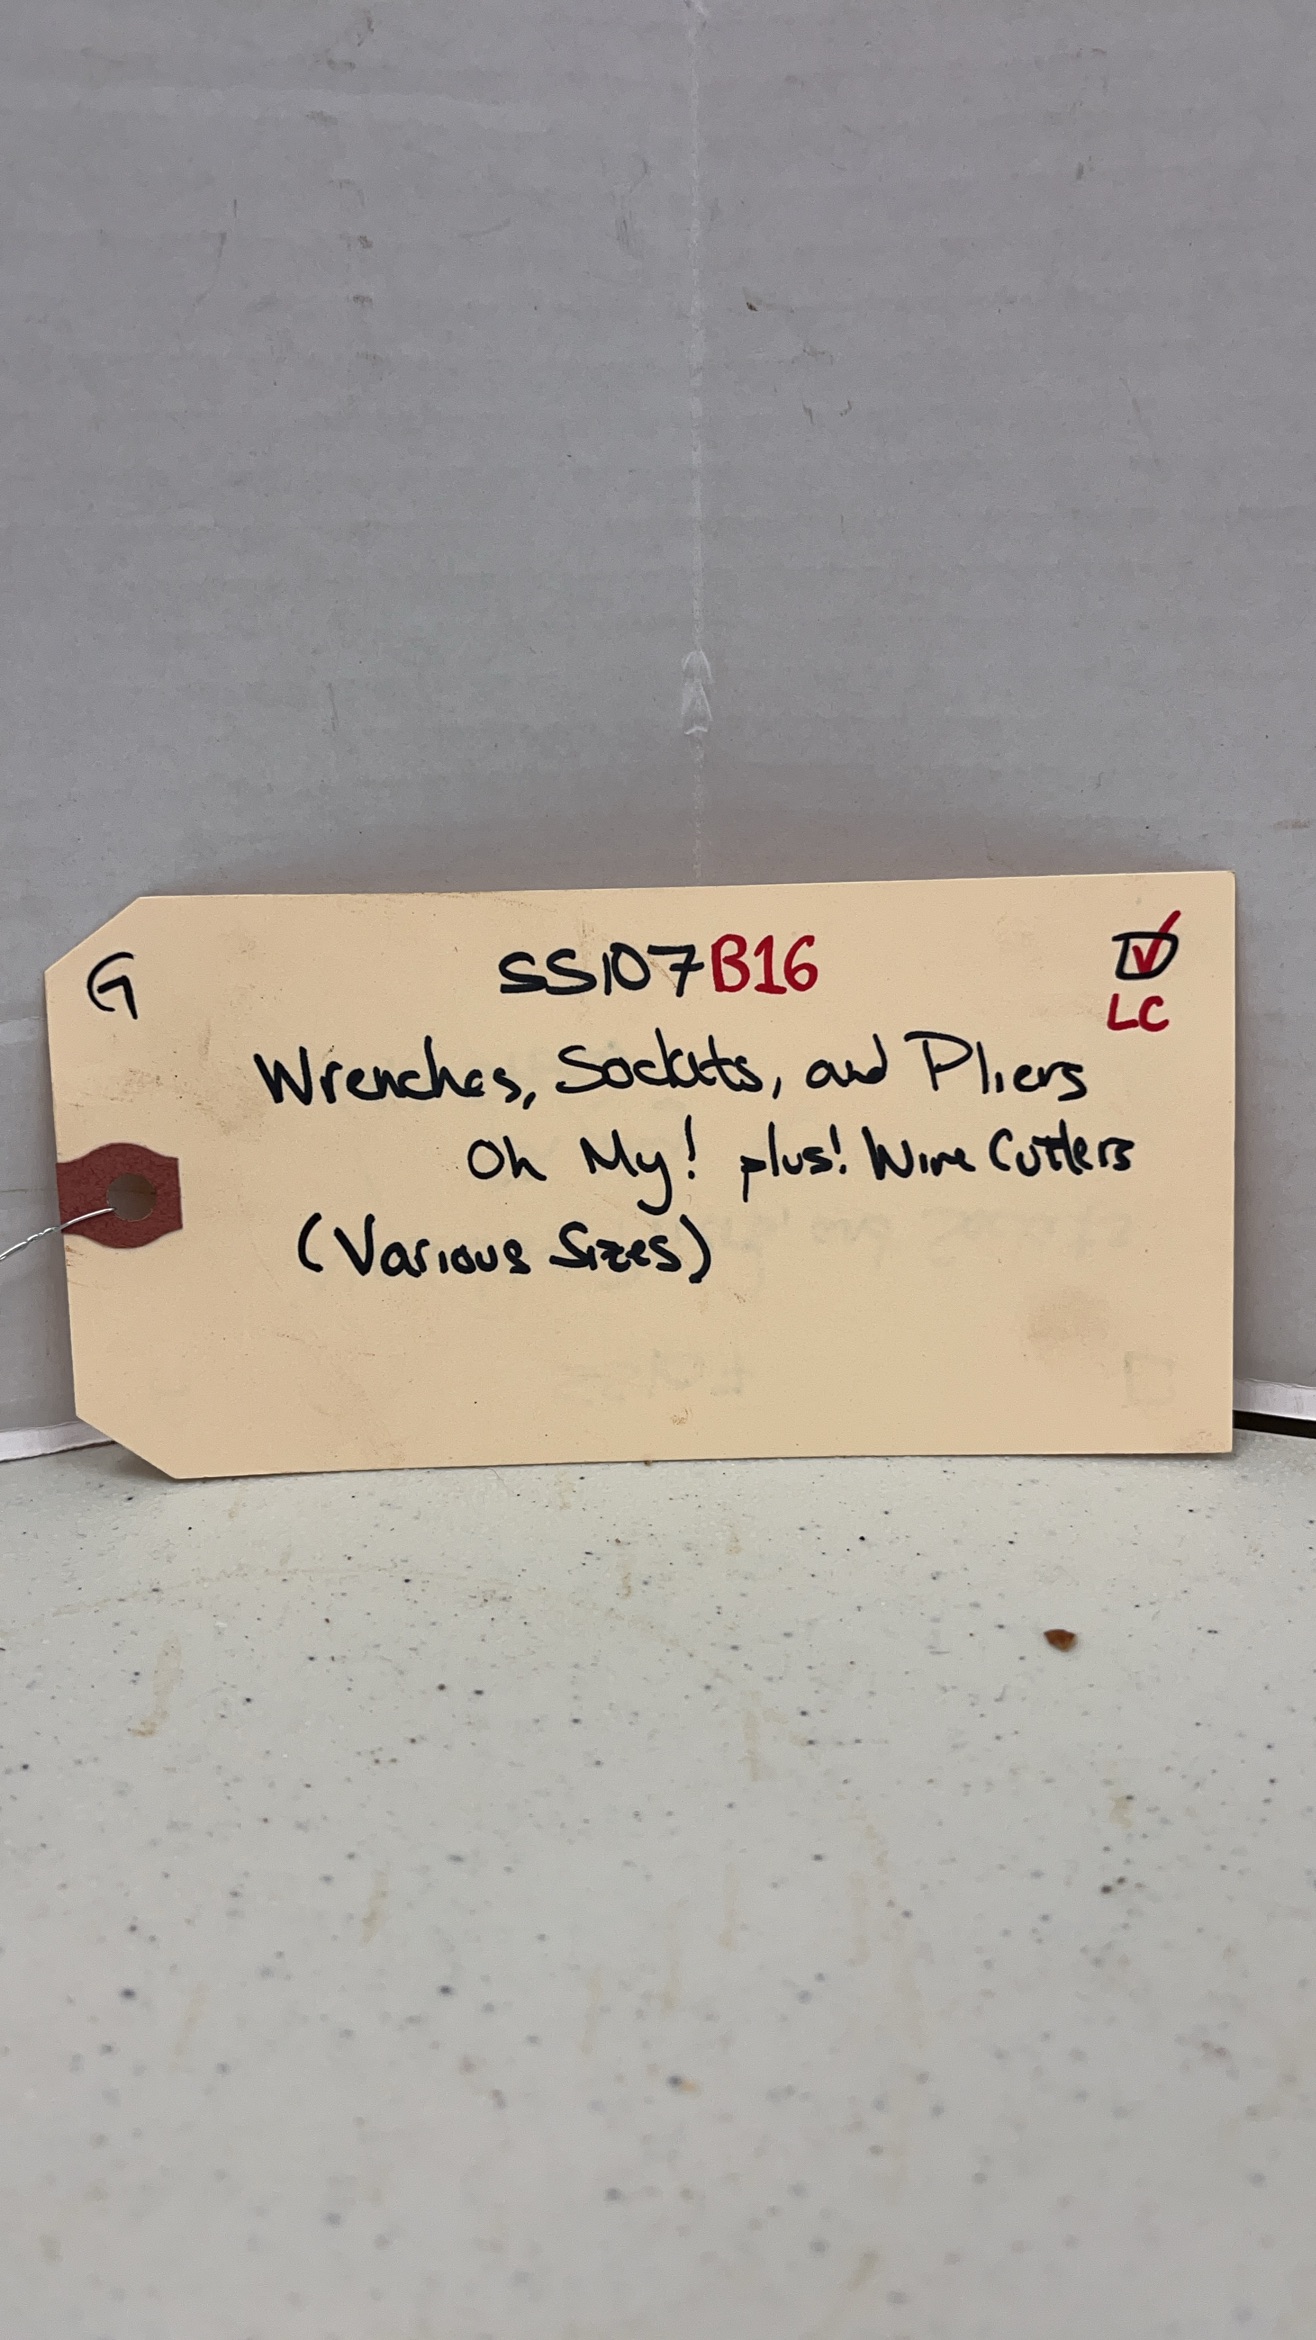 G
SS107B16
☑
LC
Wrenches, Sockets, and Pliers
Oh My! plus! Wire Cutters
(Various Sizes)